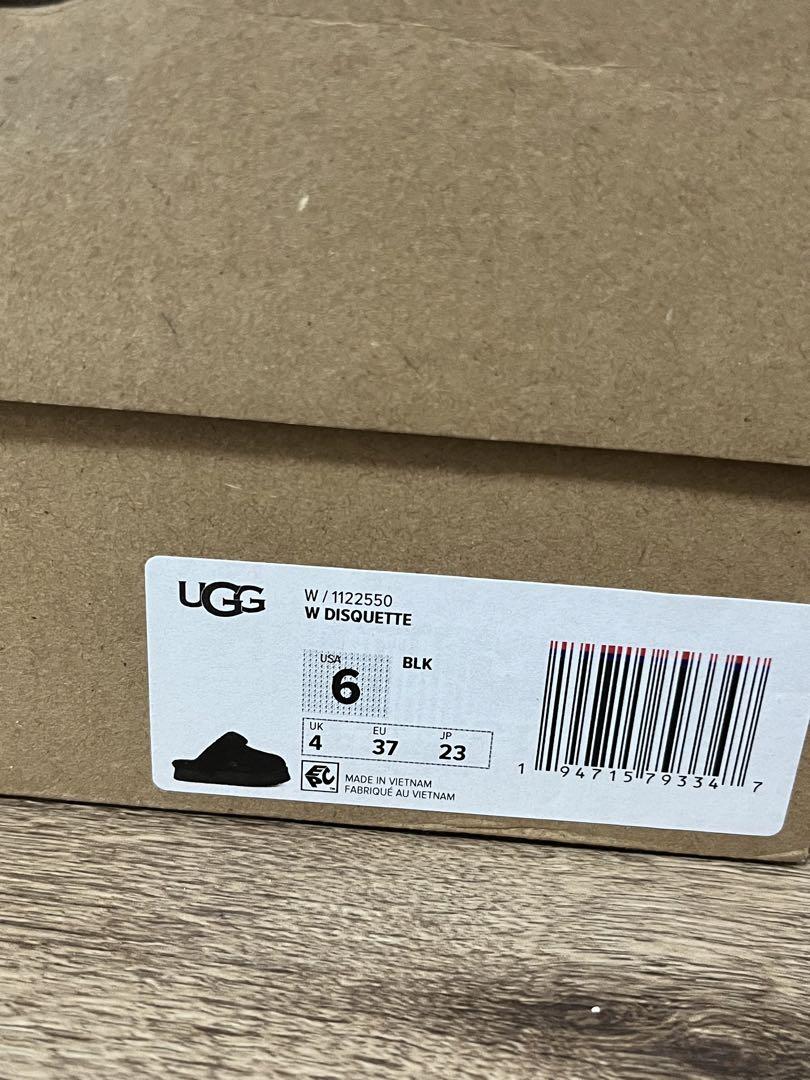 UGG
W / 1122550
W DISQUETTE
USA
6
BLK
UK
4
EU
37
JP
23
EPC™
MADE IN VIETNAM
FABRIQUÉ AU VIETNAM
1 94715 79334 7